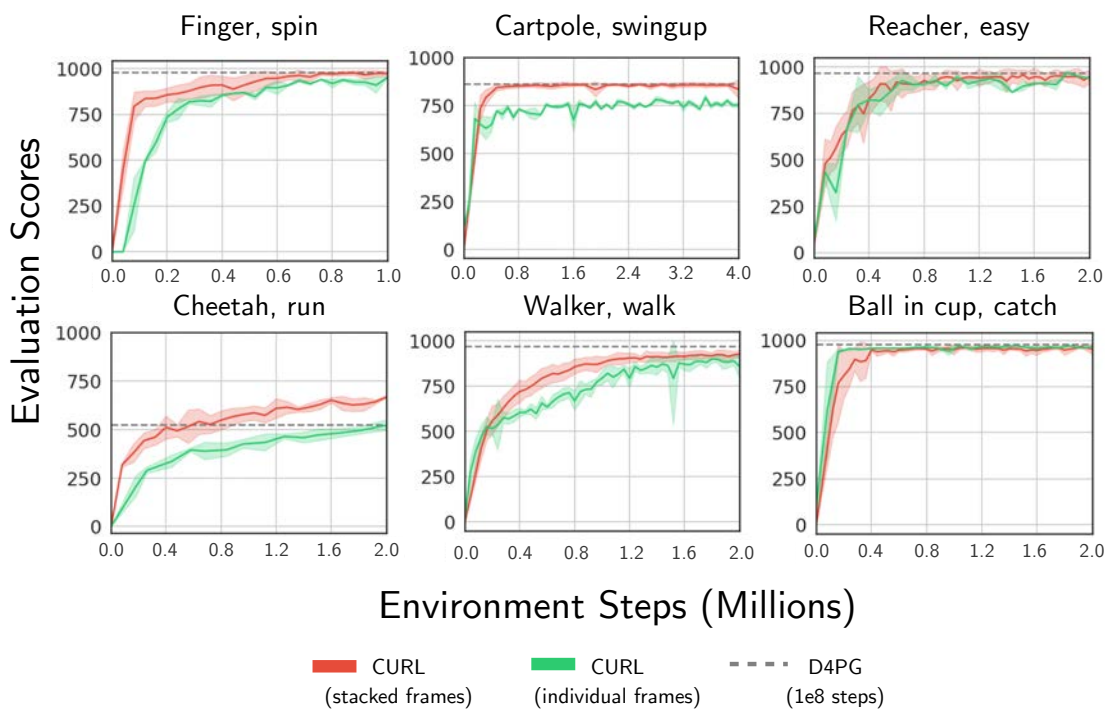 Finger, spin
Cartpole, swingup
Reacher, easy
1000
750
500
250
0
0.0 0.2 0.4 0.6 0.8 1.0
1000
750
500
250
0
0.0 0.8 1.6 2.4 3.2 4.0
1000
750
500
250
0
0.0 0.4 0.8 1.2 1.6 2.0
Cheetah, run
Walker, walk
Ball in cup, catch
1000
750
500
250
0
0.0 0.4 0.8 1.2 1.6 2.0
1000
750
500
250
0
0.0 0.4 0.8 1.2 1.6 2.0
1000
750
500
250
0
0.0 0.4 0.8 1.2 1.6 2.0
Evaluation Scores
Environment Steps (Millions)
CURL
(stacked frames)
CURL
(individual frames)
D4PG
(1e8 steps)